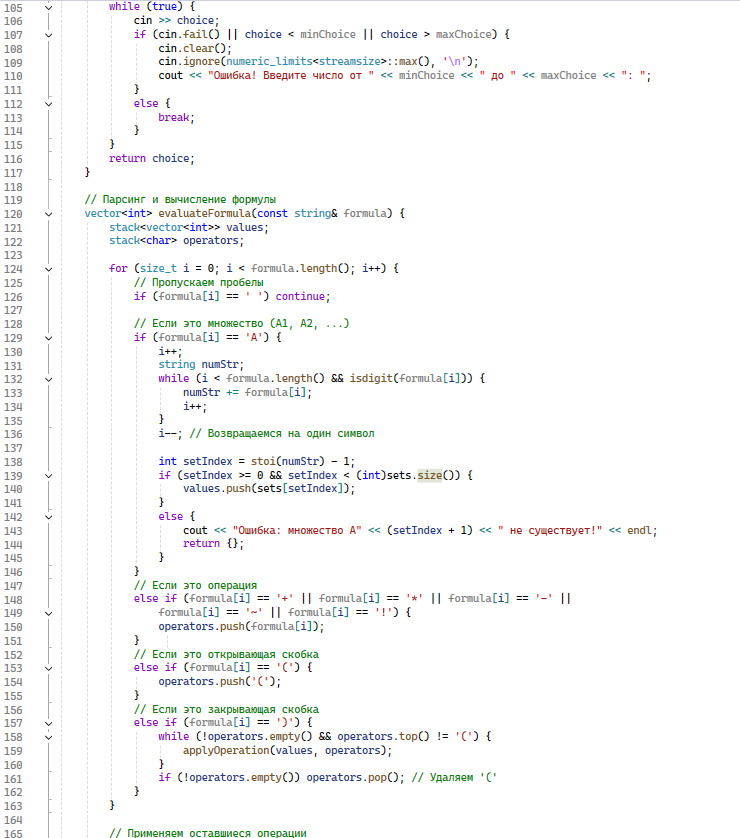 105 while (true) {
106 cin >> choice;
107 if (cin.fail() || choice < minChoice || choice > maxChoice) {
108 cin.clear();
109 cin.ignore(numeric_limits<streamsize>::max(), '\n');
110 cout << "Ошибка! Введите число от " << minChoice << " до " << maxChoice << ": ";
111 }
112 else {
113 break;
114 }
115 }
116 return choice;
117 }
118
119 // Парсинг и вычисление формулы
120 vector<int> evaluateFormula(const string& formula) {
121 stack<vector<int>> values;
122 stack<char> operators;
123
124 for (size_t i = 0; i < formula.length(); i++) {
125 // Пропускаем пробелы
126 if (formula[i] == ' ') continue;
127
128 // Если это множество (A1, A2, ...)
129 if (formula[i] == 'A') {
130 i++;
131 string numStr;
132 while (i < formula.length() && isdigit(formula[i])) {
133 numStr += formula[i];
134 i++;
135 }
136 i--; // Возвращаемся на один символ
137
138 int setIndex = stoi(numStr) - 1;
139 if (setIndex >= 0 && setIndex < (int)sets.size()) {
140 values.push(sets[setIndex]);
141 }
142 else {
143 cout << "Ошибка: множество A" << (setIndex + 1) << " не существует!" << endl;
144 return {};
145 }
146 }
147 // Если это операция
148 else if (formula[i] == '+' || formula[i] == '*' || formula[i] == '-' ||
149 formula[i] == '~' || formula[i] == '!') {
150 operators.push(formula[i]);
151 }
152 // Если это открывающая скобка
153 else if (formula[i] == '(') {
154 operators.push('(');
155 }
156 // Если это закрывающая скобка
157 else if (formula[i] == ')') {
158 while (!operators.empty() && operators.top() != '(') {
159 applyOperation(values, operators);
160 }
161 if (!operators.empty()) operators.pop(); // Удаляем '('
162 }
163 }
164
165 // Применяем оставшиеся операции